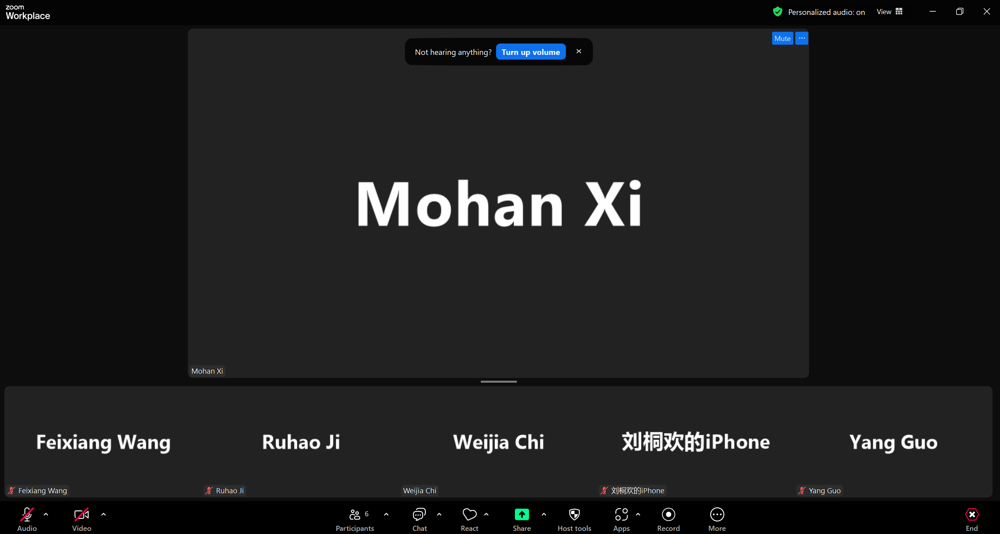 zoom
Workplace
Personalized audio: on
View
Mute
Not hearing anything?
Turn up volume
Mohan Xi
Mohan Xi
Feixiang Wang
Ruhao Ji
Weijia Chi
刘桐欢的iPhone
Yang Guo
Feixiang Wang
Ruhao Ji
Weijia Chi
刘桐欢的iPhone
Yang Guo
Audio
Video
6
Participants
Chat
React
Share
Host tools
Apps
Record
More
End